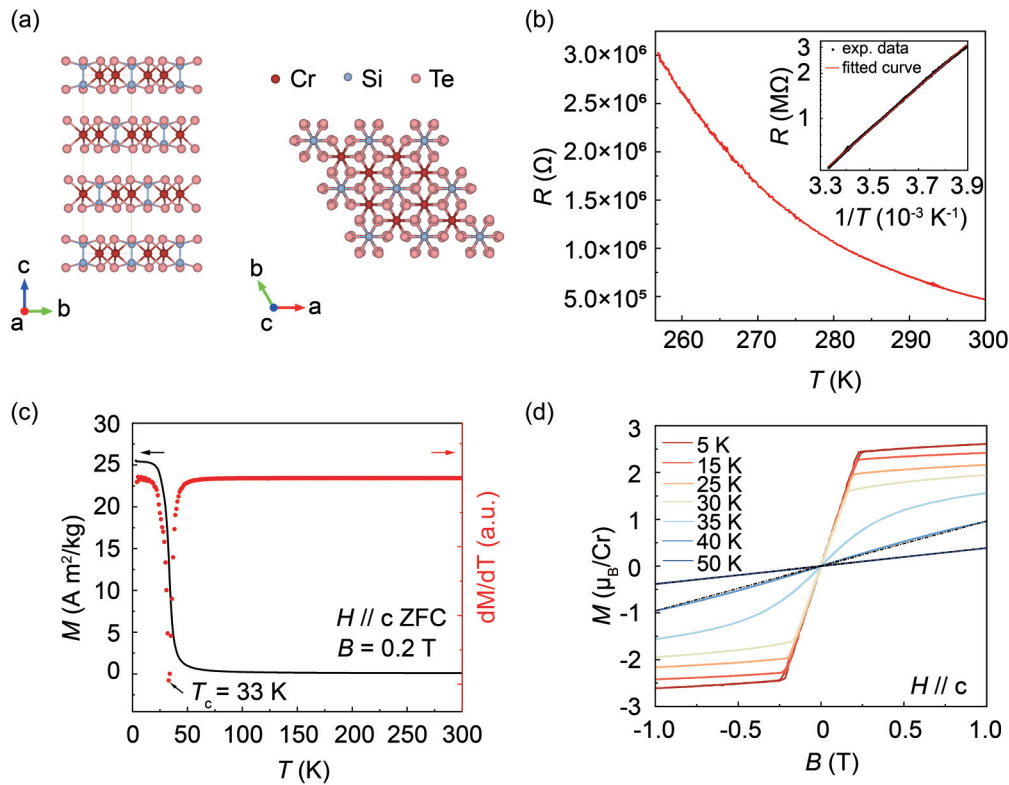 (a)
Cr Si Te
c
b
a
b
a
c
(b)
3.0×10⁶
2.5×10⁶
2.0×10⁶
1.5×10⁶
1.0×10⁶
5.0×10⁵
R (Ω)
260 270 280 290 300
T (K)
exp. data
fitted curve
3
2
1
R (MΩ)
3.3 3.5 3.7 3.9
1/T (10⁻³ K⁻¹)
(c)
30
25
20
15
10
5
0
M (A m²/kg)
dM/dT (a.u.)
H // c ZFC
B = 0.2 T
Tc = 33 K
0 50 100 150 200 250 300
T (K)
(d)
3
2
1
0
-1
-2
-3
M (μB/Cr)
5 K
15 K
25 K
30 K
35 K
40 K
50 K
H // c
-1.0 -0.5 0 0.5 1.0
B (T)